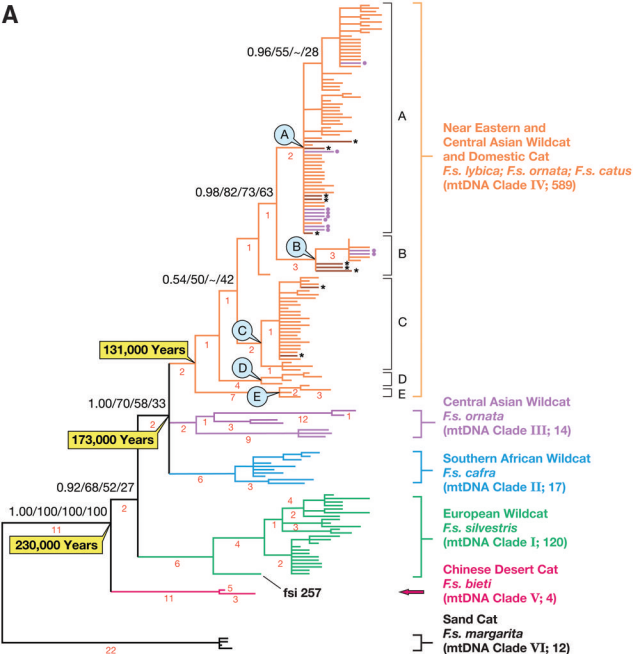 A
0.96/55/~/28
A
A
2
Near Eastern and
Central Asian Wildcat
and Domestic Cat
F.s. lybica; F.s. ornata; F.s. catus
(mtDNA Clade IV; 589)
0.98/82/73/63
1
B
3
B
1
3
0.54/50/~/42
1
1
C
C
2
131,000 Years
1
2
D
4
D
E
7
2
3
E
1.00/70/58/33
Central Asian Wildcat
F.s. ornata
(mtDNA Clade III; 14)
2
2
1
12
1
3
173,000 Years
9
Southern African Wildcat
F.s. cafra
(mtDNA Clade II; 17)
6
3
0.92/68/52/27
2
1.00/100/100/100
11
230,000 Years
4
2
1
3
4
2
6
European Wildcat
F.s. silvestris
(mtDNA Clade I; 120)
fsi 257
Chinese Desert Cat
F.s. bieti
(mtDNA Clade V; 4)
11
5
3
Sand Cat
F.s. margarita
(mtDNA Clade VI; 12)
22